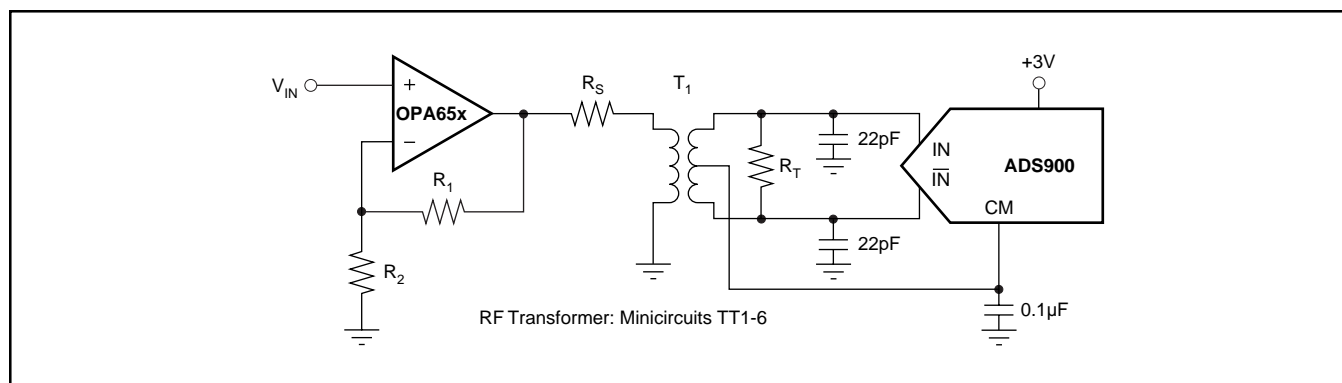 +3V
V_IN
+
OPA65x
−
R_S
T_1
R_1
R_2
R_T
22pF
22pF
IN
I̅N̅
ADS900
CM
0.1µF
RF Transformer: Minicircuits TT1-6